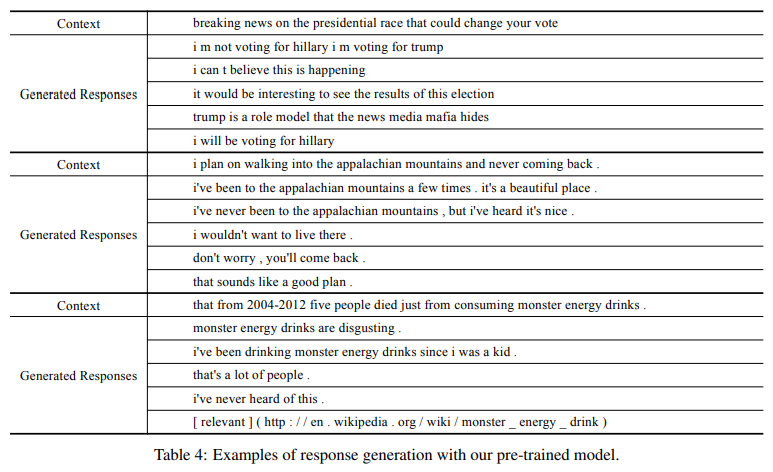 Context breaking news on the presidential race that could change your vote
i m not voting for hillary i m voting for trump
i can t believe this is happening
Generated Responses it would be interesting to see the results of this election
trump is a role model that the news media mafia hides
i will be voting for hillary
Context i plan on walking into the appalachian mountains and never coming back .
i've been to the appalachian mountains a few times . it's a beautiful place .
i've never been to the appalachian mountains , but i've heard it's nice .
Generated Responses i wouldn't want to live there .
don't worry , you'll come back .
that sounds like a good plan .
Context that from 2004-2012 five people died just from consuming monster energy drinks .
monster energy drinks are disgusting .
i've been drinking monster energy drinks since i was a kid .
Generated Responses that's a lot of people .
i've never heard of this .
[ relevant ] ( http : / / en . wikipedia . org / wiki / monster _ energy _ drink )
Table 4: Examples of response generation with our pre-trained model.